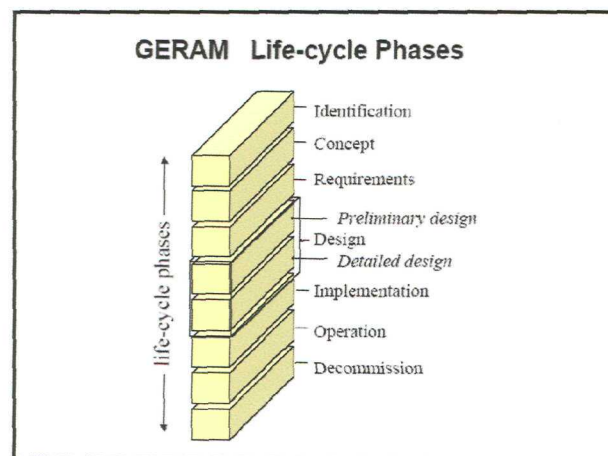 GERAM Life-cycle Phases
Identification
Concept
Requirements
Preliminary design
Design
Detailed design
Implementation
Operation
Decommission
life-cycle phases